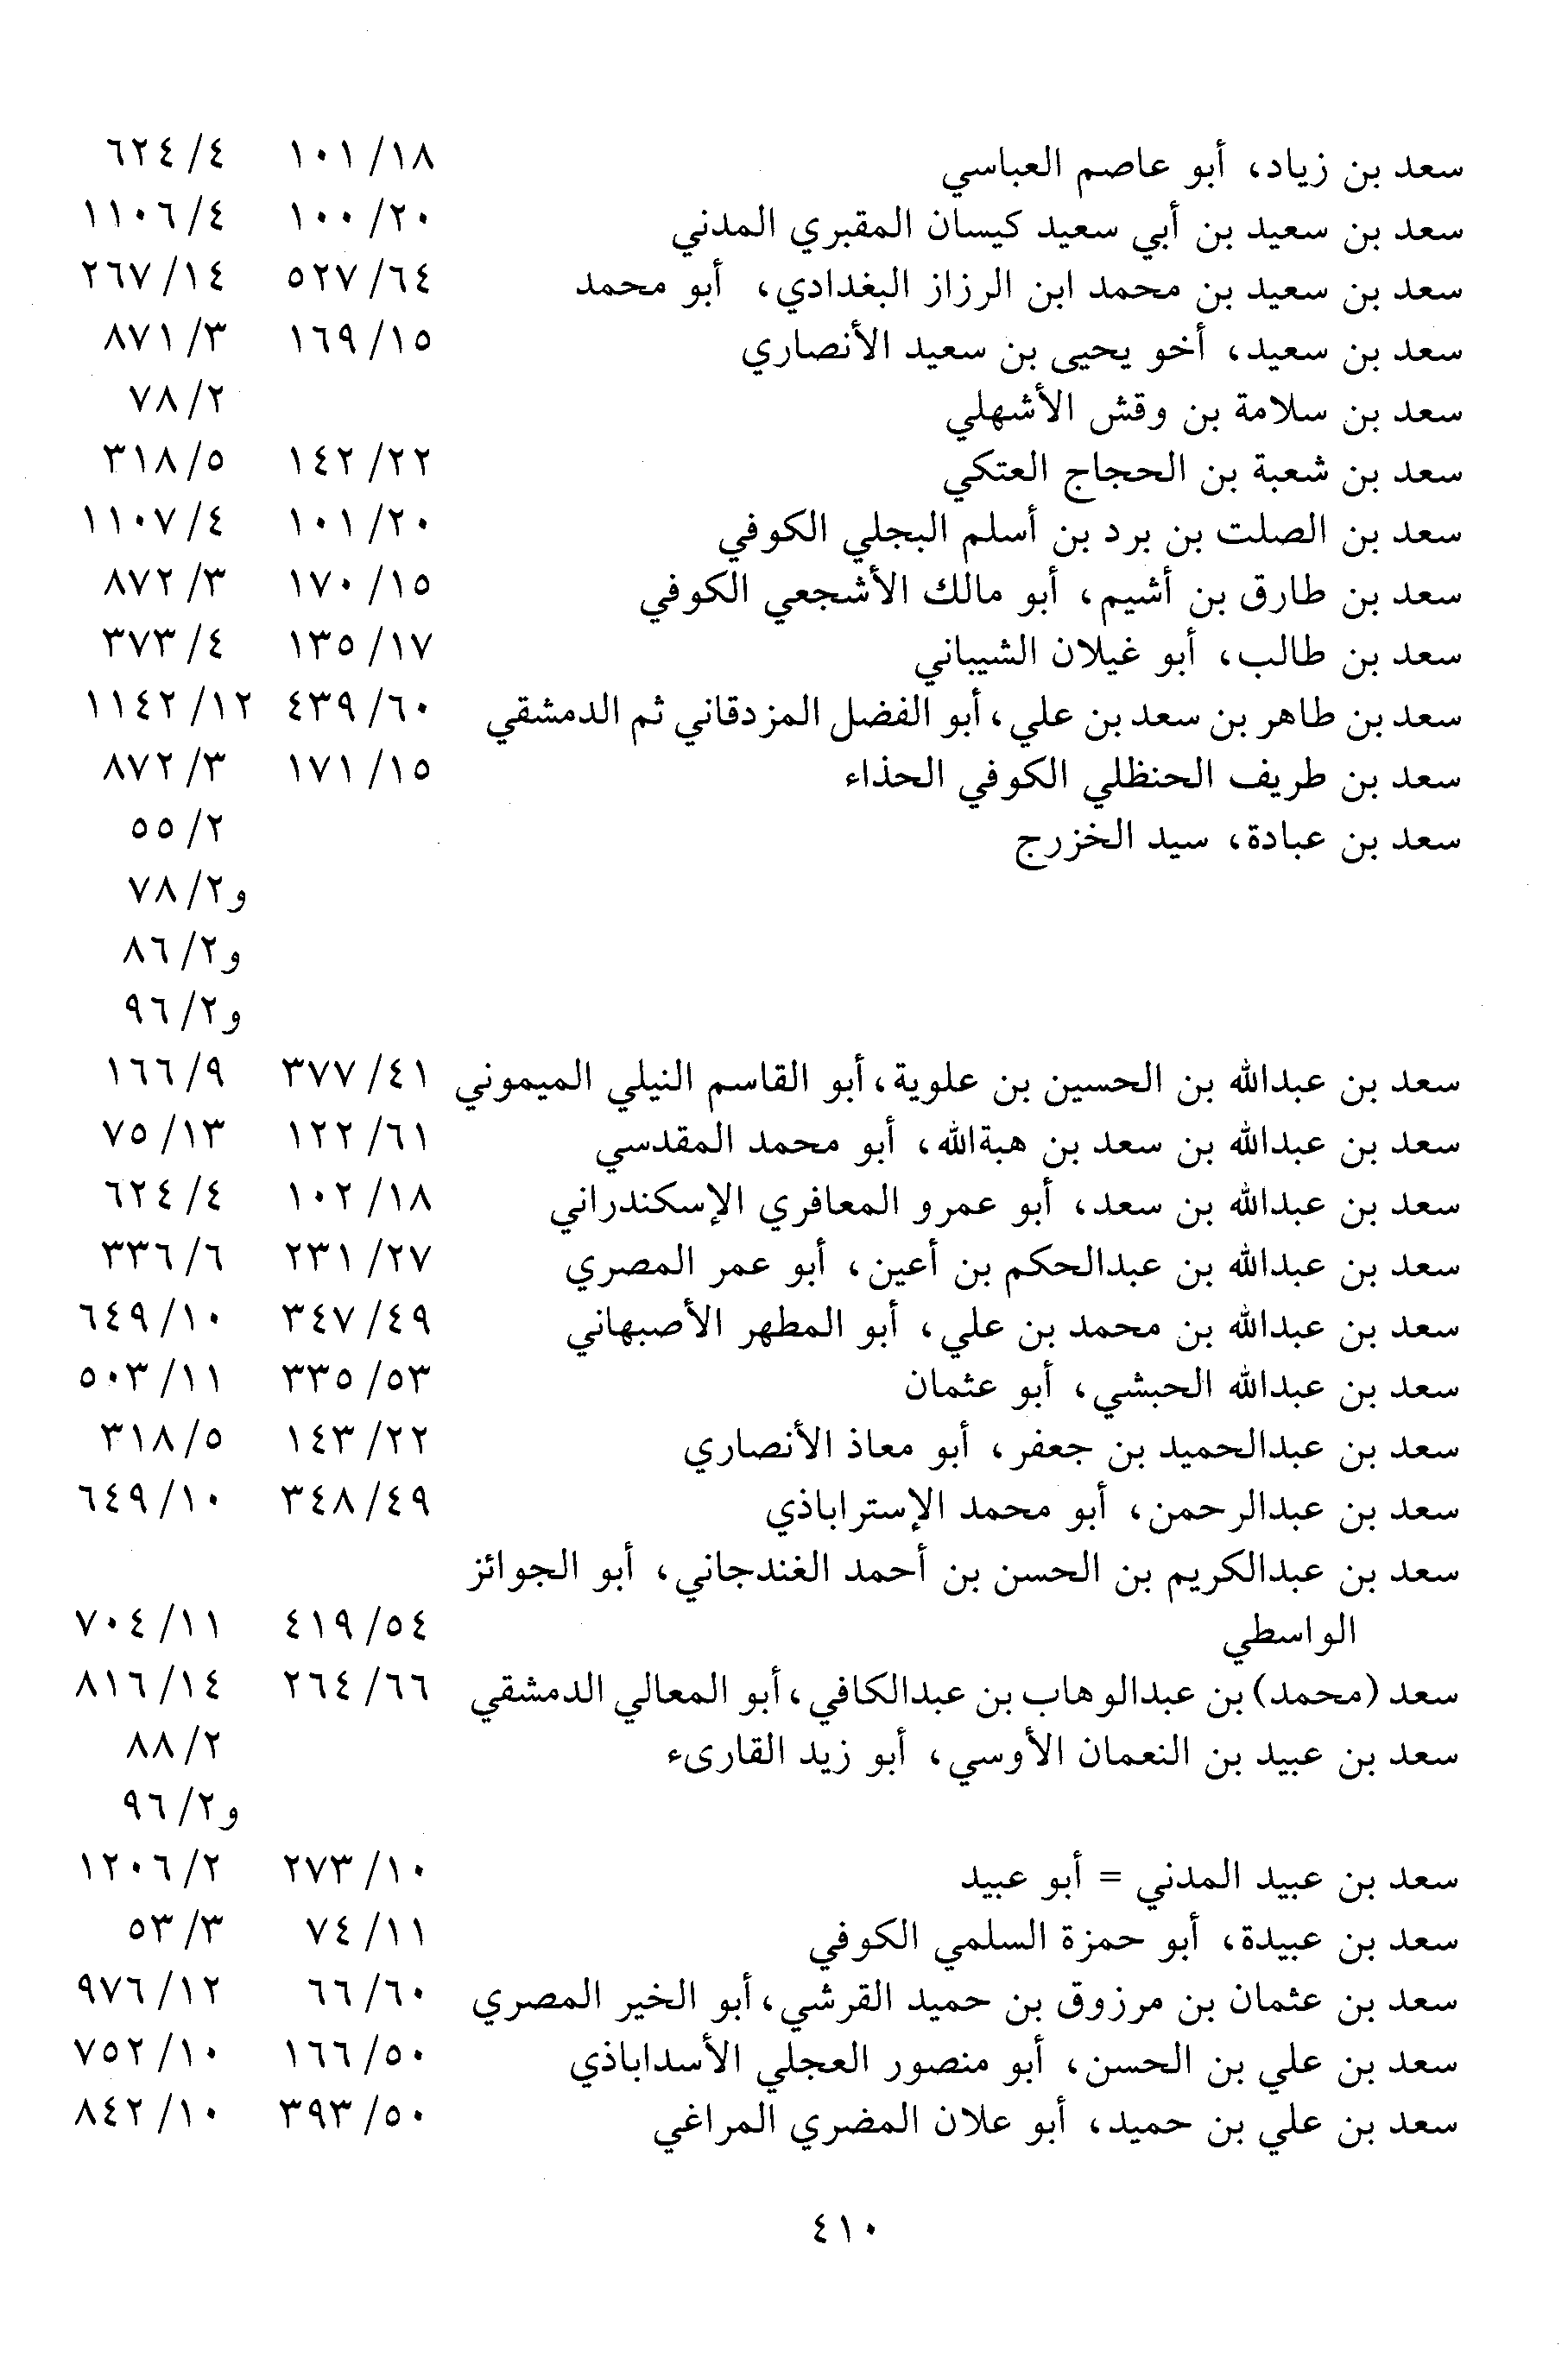 سعد بن زياد، أبو عاصم العباسي ١٨/ ١٠١ ٤/ ٦٢٤
سعد بن سعيد بن أبي سعيد كيسان المقبري المدني ٢٠/ ١٠٠ ٤/ ١١٠٦
سعد بن سعيد بن محمد ابن الرزاز البغدادي، أبو محمد ٦٤/ ٥٢٧ ١٤/ ٢٦٧
سعد بن سعيد، أخو يحيى بن سعيد الأنصاري ١٥/ ١٦٩ ٣/ ٨٧١
سعد بن سلامة بن وقش الأشهلي ٢/ ٧٨
سعد بن شعبة بن الحجاج العتكي ٢٢/ ١٤٢ ٥/ ٣١٨
سعد بن الصلت بن برد بن أسلم البجلي الكوفي ٢٠/ ١٠١ ٤/ ١١٠٧
سعد بن طارق بن أشيم، أبو مالك الأشجعي الكوفي ١٥/ ١٧٠ ٣/ ٨٧٢
سعد بن طالب، أبو غيلان الشيباني ١٧/ ١٣٥ ٤/ ٣٧٣
سعد بن طاهر بن سعد بن علي، أبو الفضل المزدقاني ثم الدمشقي ٦٠/ ٤٣٩ ١٢/ ١١٤٢
سعد بن طريف الحنظلي الكوفي الحذاء ١٥/ ١٧١ ٣/ ٨٧٢
سعد بن عبادة، سيد الخزرج ٢/ ٥٥
و٢/ ٧٨
و٢/ ٨٦
و٢/ ٩٦
سعد بن عبدالله بن الحسين بن علوية، أبو القاسم النيلي الميموني ٤١/ ٣٧٧ ٩/ ١٦٦
سعد بن عبدالله بن سعد بن هبةالله، أبو محمد المقدسي ٦١/ ١٢٢ ١٣/ ٧٥
سعد بن عبدالله بن سعد، أبو عمرو المعافري الإسكندراني ١٨/ ١٠٢ ٤/ ٦٢٤
سعد بن عبدالله بن عبدالحكم بن أعين، أبو عمر المصري ٢٧/ ٢٣١ ٦/ ٣٣٦
سعد بن عبدالله بن محمد بن علي، أبو المطهر الأصبهاني ٤٩/ ٣٤٧ ١٠/ ٦٤٩
سعد بن عبدالله الحبشي، أبو عثمان ٥٣/ ٣٣٥ ١١/ ٥٠٣
سعد بن عبدالحميد بن جعفر، أبو معاذ الأنصاري ٢٢/ ١٤٣ ٥/ ٣١٨
سعد بن عبدالرحمن، أبو محمد الإستراباذي ٤٩/ ٣٤٨ ١٠/ ٦٤٩
سعد بن عبدالكريم بن الحسن بن أحمد الغندجاني، أبو الجوائز
الواسطي ٥٤/ ٤١٩ ١١/ ٧٠٤
سعد (محمد) بن عبدالوهاب بن عبدالكافي، أبو المعالي الدمشقي ٦٦/ ٢٦٤ ١٤/ ٨١٦
سعد بن عبيد بن النعمان الأوسي، أبو زيد القارىء ٢/ ٨٨
و٢/ ٩٦
سعد بن عبيد المدني = أبو عبيد ١٠/ ٢٧٣ ٢/ ١٢٠٦
سعد بن عبيدة، أبو حمزة السلمي الكوفي ١١/ ٧٤ ٣/ ٥٣
سعد بن عثمان بن مرزوق بن حميد القرشي، أبو الخير المصري ٦٠/ ٦٦ ١٢/ ٩٧٦
سعد بن علي بن الحسن، أبو منصور العجلي الأسداباذي ٥٠/ ١٦٦ ١٠/ ٧٥٢
سعد بن علي بن حميد، أبو علان المضري المراغي ٥٠/ ٣٩٣ ١٠/ ٨٤٢
٤١٠